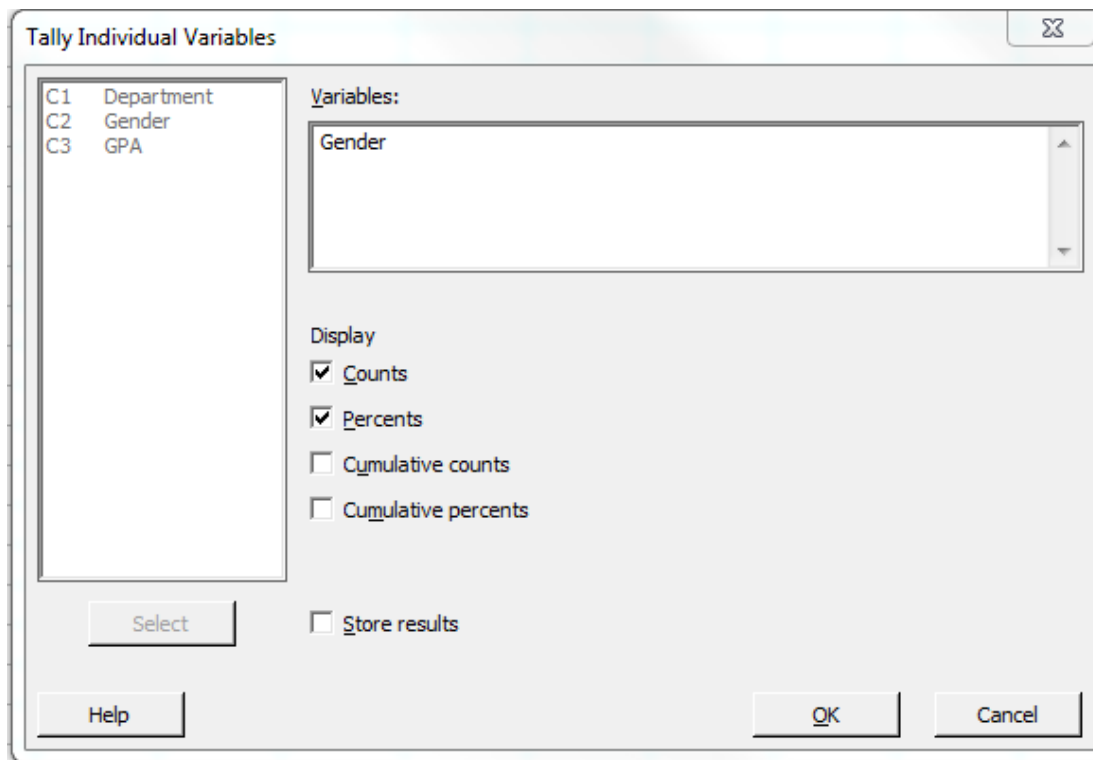 Tally Individual Variables
C1 Department
C2 Gender
C3 GPA
Variables:
Gender
Display
Counts
Percents
Cumulative counts
Cumulative percents
Select
Store results
Help
OK
Cancel